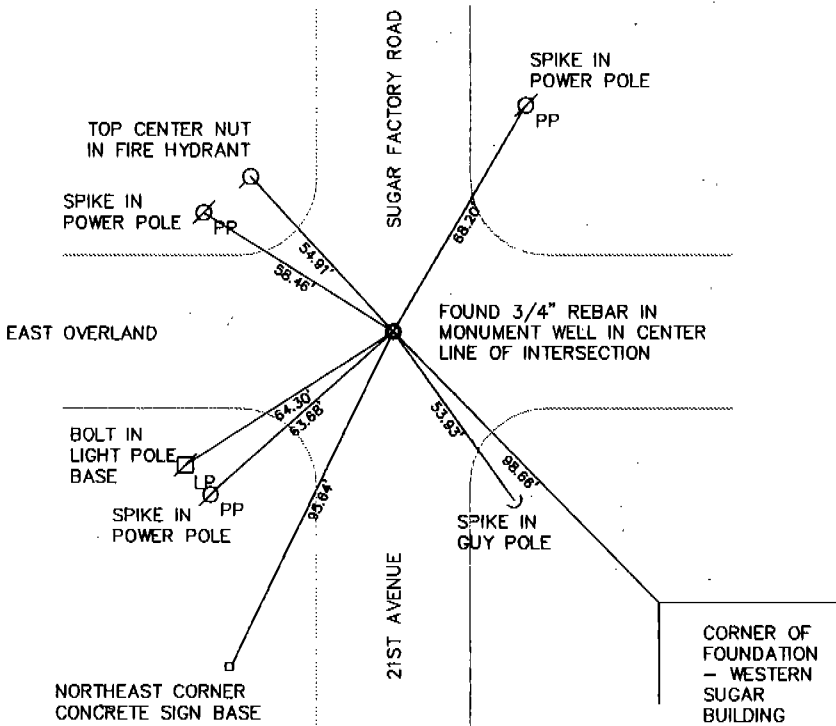 SUGAR FACTORY ROAD
SPIKE IN
POWER POLE
PP
TOP CENTER NUT
IN FIRE HYDRANT
SPIKE IN
POWER POLE
PP
68.20'
54.91'
58.46'
EAST OVERLAND
FOUND 3/4" REBAR IN
MONUMENT WELL IN CENTER
LINE OF INTERSECTION
64.30'
63.68'
53.93'
98.66'
95.64'
BOLT IN
LIGHT POLE
BASE
LP
PP
SPIKE IN
POWER POLE
SPIKE IN
GUY POLE
21ST AVENUE
NORTHEAST CORNER
CONCRETE SIGN BASE
CORNER OF
FOUNDATION
- WESTERN
SUGAR
BUILDING